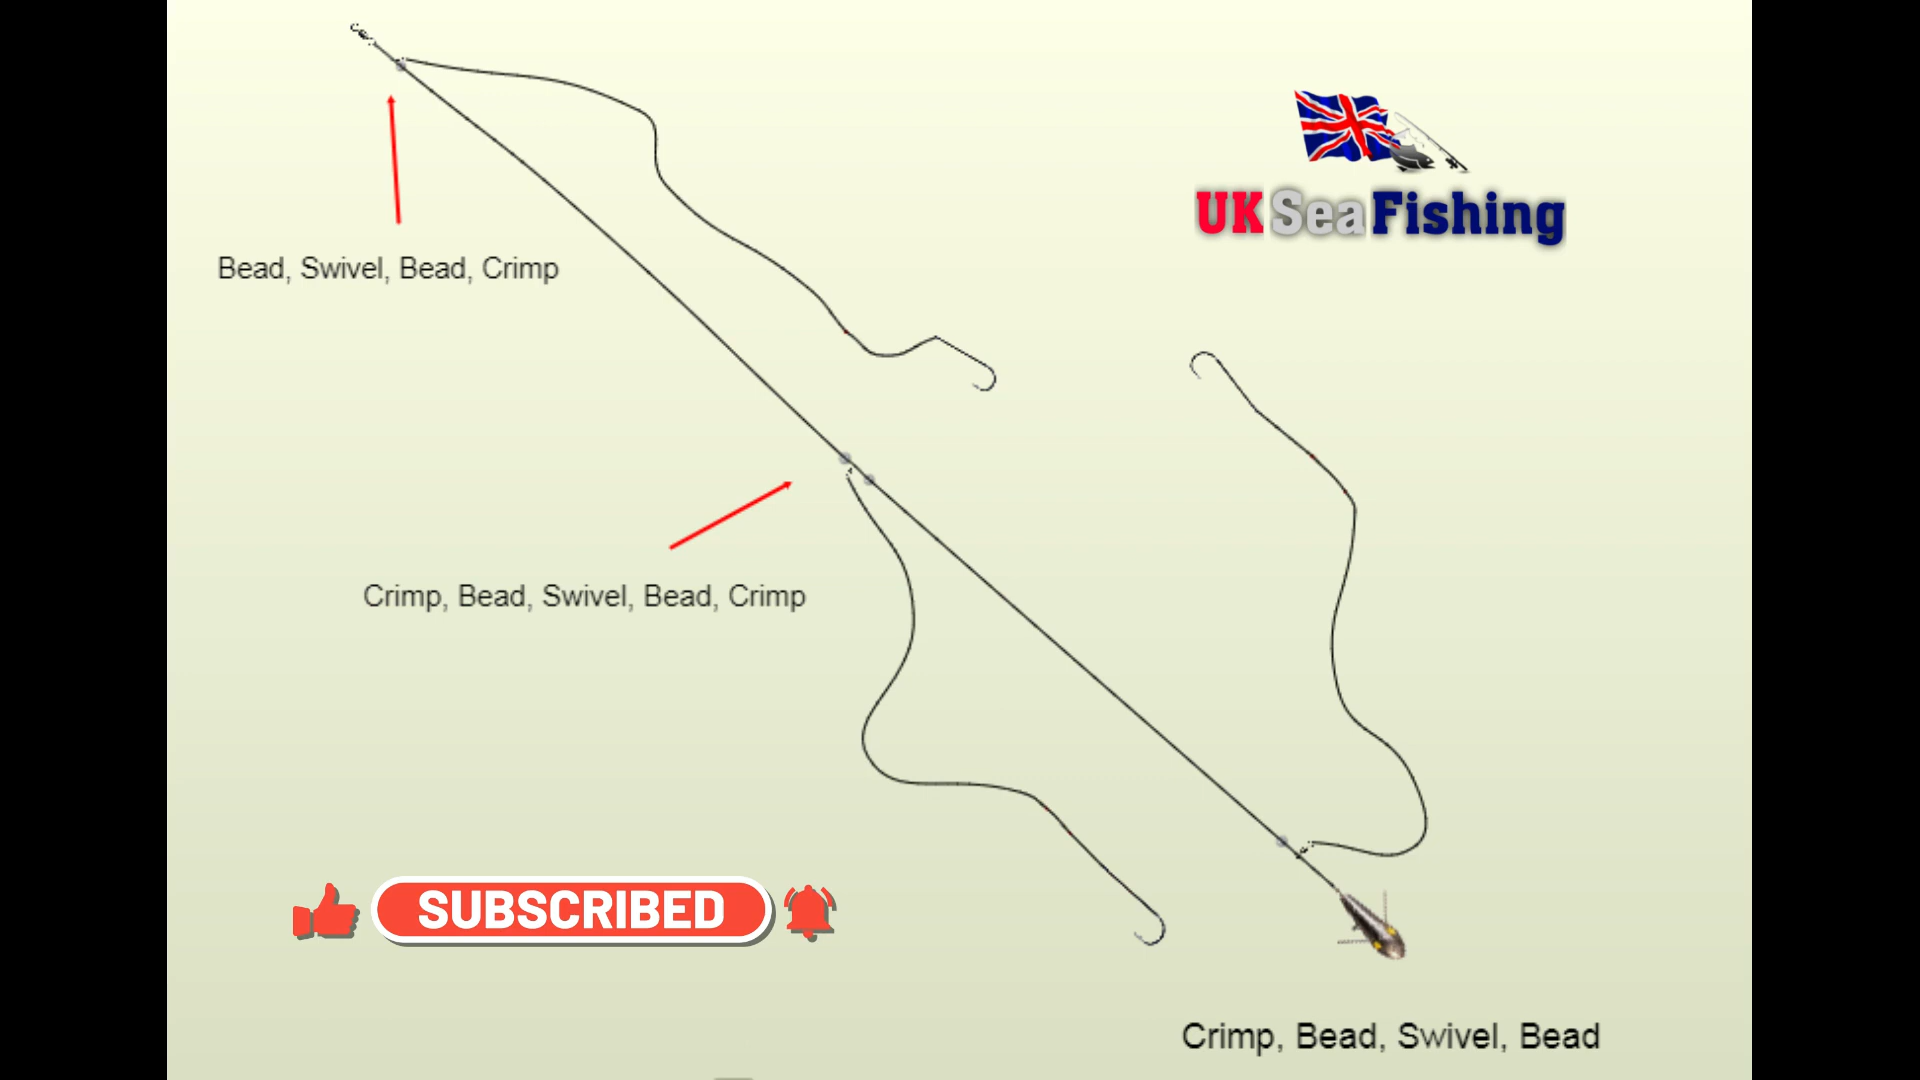 UK Sea Fishing
Bead, Swivel, Bead, Crimp
Crimp, Bead, Swivel, Bead, Crimp
SUBSCRIBED
Crimp, Bead, Swivel, Bead